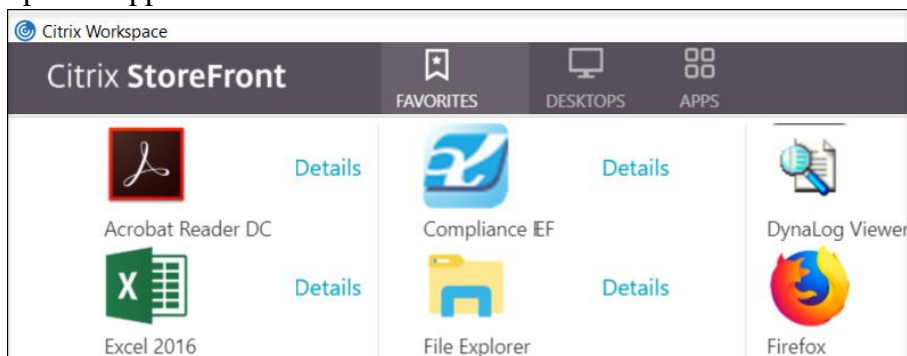 Citrix Workspace
Citrix StoreFront
FAVORITES
DESKTOPS
APPS
Details
Details
Acrobat Reader DC
Compliance IEF
DynaLog Viewer
Details
Details
Excel 2016
File Explorer
Firefox